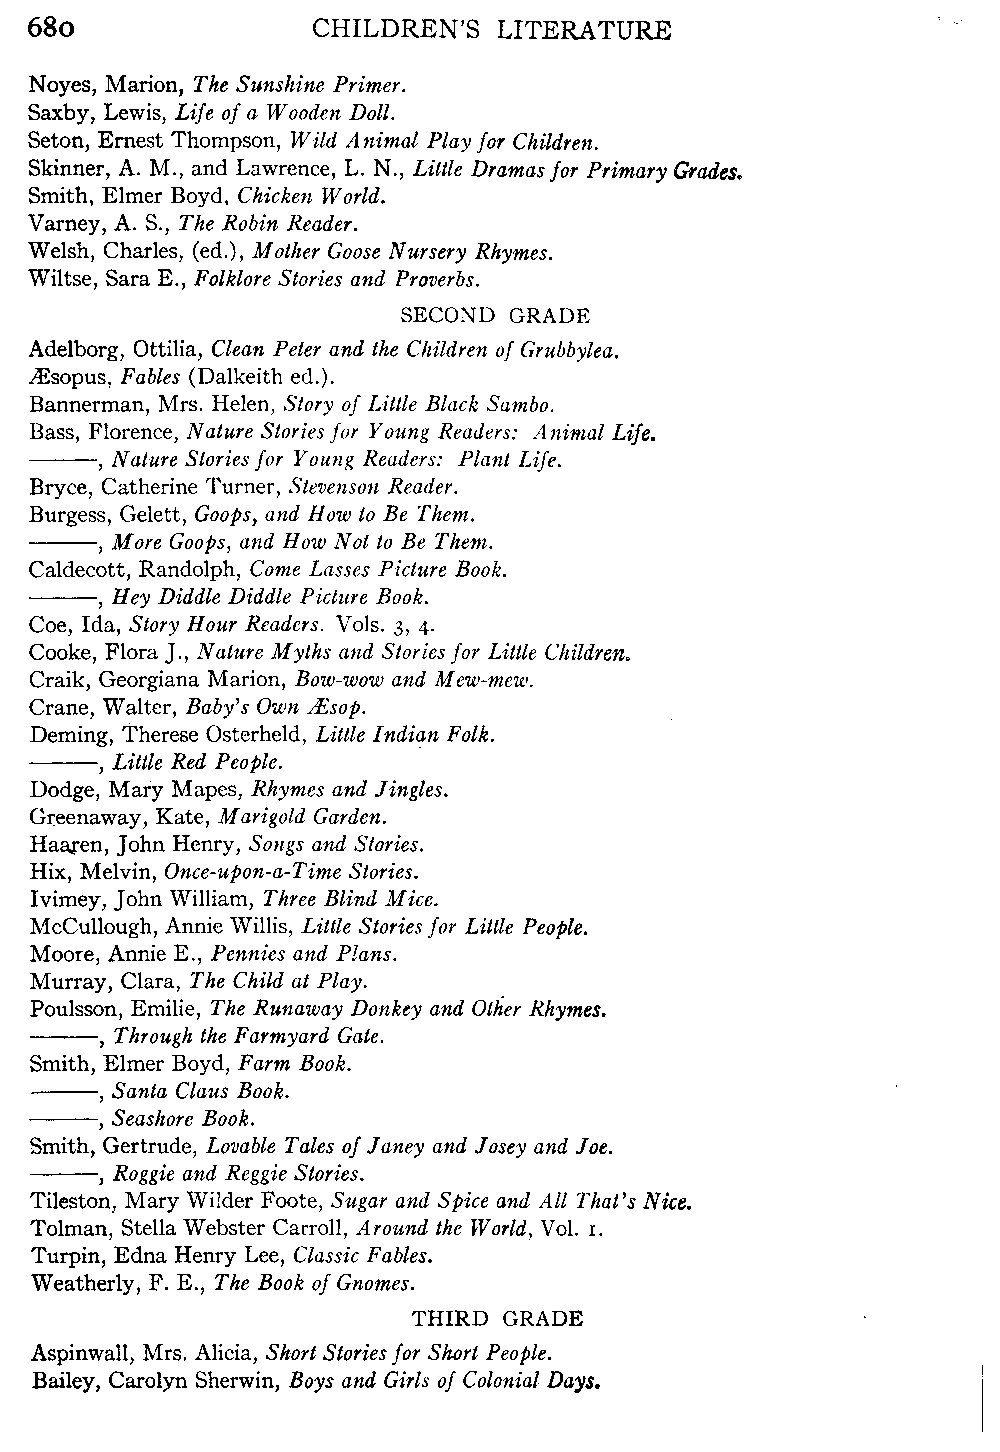 680 CHILDREN'S LITERATURE
Noyes, Marion, The Sunshine Primer.
Saxby, Lewis, Life of a Wooden Doll.
Seton, Ernest Thompson, Wild Animal Play for Children.
Skinner, A. M., and Lawrence, L. N., Little Dramas for Primary Grades.
Smith, Elmer Boyd, Chicken World.
Varney, A. S., The Robin Reader.
Welsh, Charles, (ed.), Mother Goose Nursery Rhymes.
Wiltse, Sara E., Folklore Stories and Proverbs.
SECOND GRADE
Adelborg, Ottilia, Clean Peter and the Children of Grubbylea.
Æsopus, Fables (Dalkeith ed.).
Bannerman, Mrs. Helen, Story of Little Black Sambo.
Bass, Florence, Nature Stories for Young Readers: Animal Life.
———, Nature Stories for Young Readers: Plant Life.
Bryce, Catherine Turner, Stevenson Reader.
Burgess, Gelett, Goops, and How to Be Them.
———, More Goops, and How Not to Be Them.
Caldecott, Randolph, Come Lasses Picture Book.
———, Hey Diddle Diddle Picture Book.
Coe, Ida, Story Hour Readers. Vols. 3, 4.
Cooke, Flora J., Nature Myths and Stories for Little Children.
Craik, Georgiana Marion, Bow-wow and Mew-mew.
Crane, Walter, Baby's Own Æsop.
Deming, Therese Osterheld, Little Indian Folk.
———, Little Red People.
Dodge, Mary Mapes, Rhymes and Jingles.
Greenaway, Kate, Marigold Garden.
Haaren, John Henry, Songs and Stories.
Hix, Melvin, Once-upon-a-Time Stories.
Ivimey, John William, Three Blind Mice.
McCullough, Annie Willis, Little Stories for Little People.
Moore, Annie E., Pennies and Plans.
Murray, Clara, The Child at Play.
Poulsson, Emilie, The Runaway Donkey and Other Rhymes.
———, Through the Farmyard Gate.
Smith, Elmer Boyd, Farm Book.
———, Santa Claus Book.
———, Seashore Book.
Smith, Gertrude, Lovable Tales of Janey and Josey and Joe.
———, Roggie and Reggie Stories.
Tileston, Mary Wilder Foote, Sugar and Spice and All That's Nice.
Tolman, Stella Webster Carroll, Around the World, Vol. 1.
Turpin, Edna Henry Lee, Classic Fables.
Weatherly, F. E., The Book of Gnomes.
THIRD GRADE
Aspinwall, Mrs. Alicia, Short Stories for Short People.
Bailey, Carolyn Sherwin, Boys and Girls of Colonial Days.